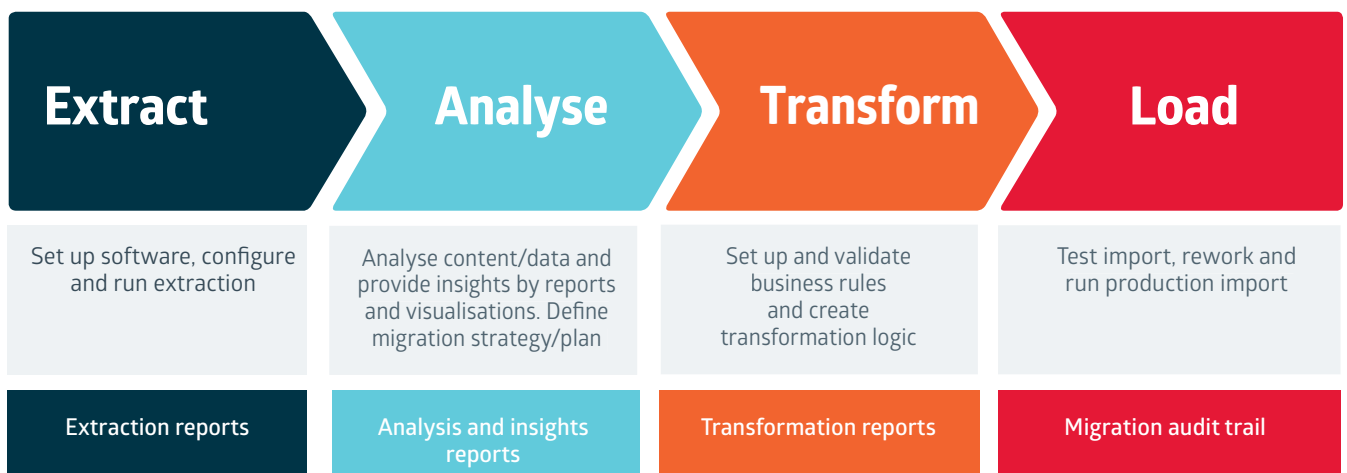 Extract
Analyse
Transform
Load
Set up software, configure
and run extraction
Analyse content/data and
provide insights by reports
and visualisations. Define
migration strategy/plan
Set up and validate
business rules
and create
transformation logic
Test import, rework and
run production import
Extraction reports
Analysis and insights
reports
Transformation reports
Migration audit trail